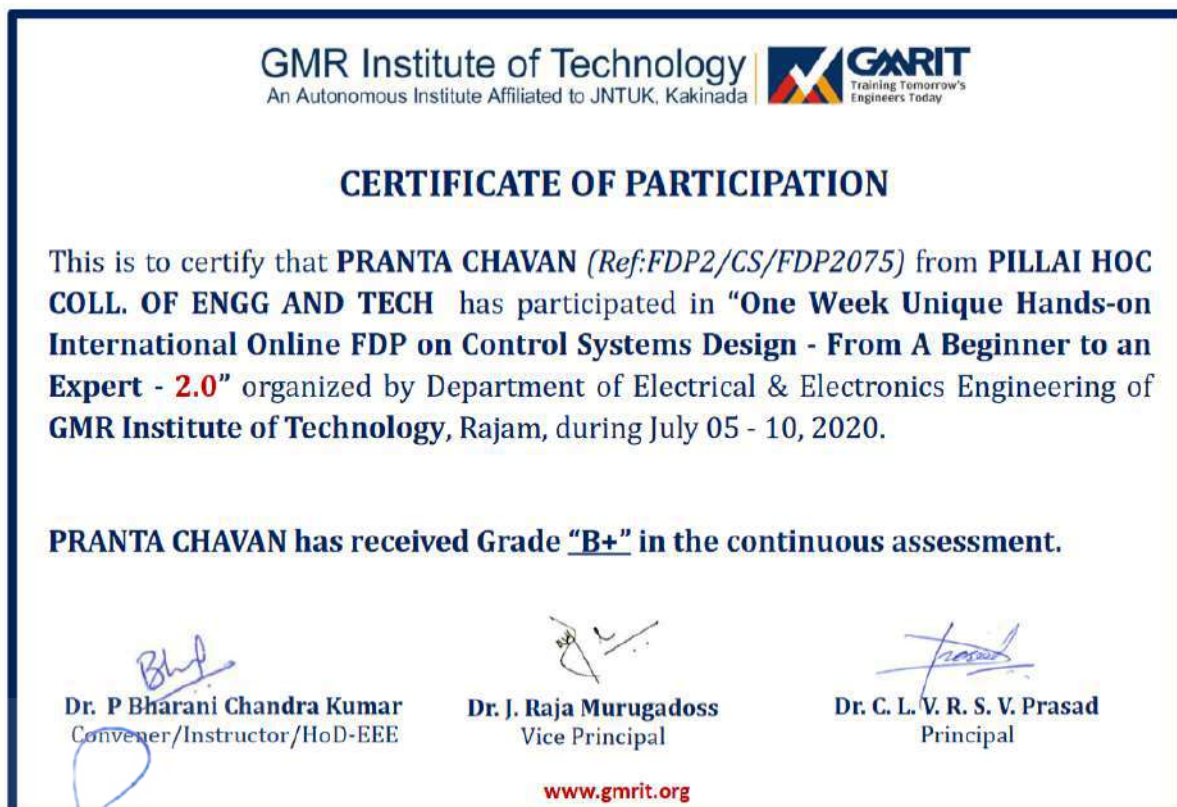 GMR Institute of Technology
An Autonomous Institute Affiliated to JNTUK, Kakinada
GMRIT
Training Tomorrow's
Engineers Today
CERTIFICATE OF PARTICIPATION
This is to certify that PRANTA CHAVAN (Ref:FDP2/CS/FDP2075) from PILLAI HOC
COLL. OF ENGG AND TECH has participated in “One Week Unique Hands-on
International Online FDP on Control Systems Design - From A Beginner to an
Expert - 2.0” organized by Department of Electrical & Electronics Engineering of
GMR Institute of Technology, Rajam, during July 05 - 10, 2020.
PRANTA CHAVAN has received Grade “B+” in the continuous assessment.
Dr. P Bharani Chandra Kumar
Convener/Instructor/HoD-EEE
Dr. J. Raja Murugadoss
Vice Principal
Dr. C. L. V. R. S. V. Prasad
Principal
www.gmrit.org